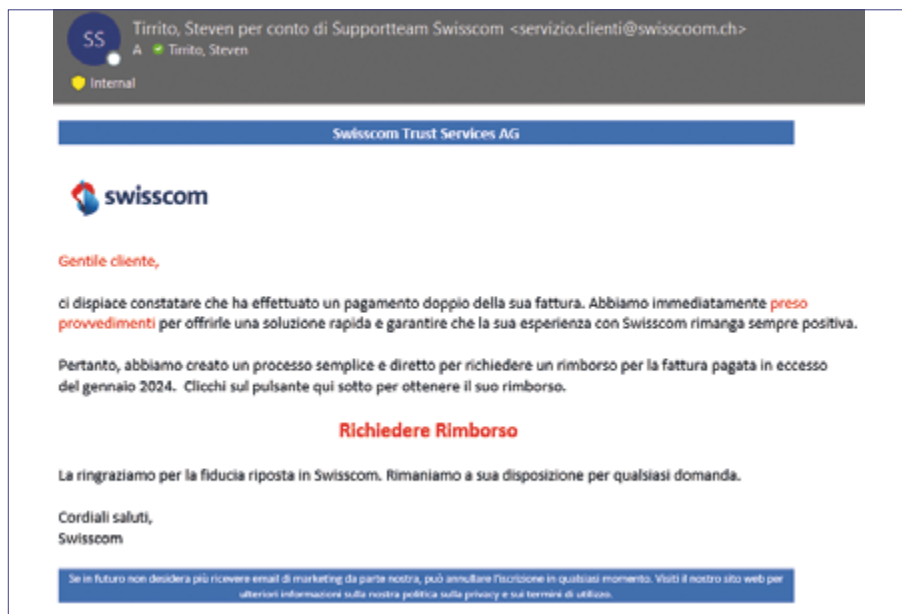 SS
Tirrito, Steven per conto di Supportteam Swisscom <servizio.clienti@swisscoom.ch>
A Tirrito, Steven
Internal
Swisscom Trust Services AG
swisscom
Gentile cliente,
ci dispiace constatare che ha effettuato un pagamento doppio della sua fattura. Abbiamo immediatamente preso
provvedimenti per offrirle una soluzione rapida e garantire che la sua esperienza con Swisscom rimanga sempre positiva.
Pertanto, abbiamo creato un processo semplice e diretto per richiedere un rimborso per la fattura pagata in eccesso
del gennaio 2024. Clicchi sul pulsante qui sotto per ottenere il suo rimborso.
Richiedere Rimborso
La ringraziamo per la fiducia riposta in Swisscom. Rimaniamo a sua disposizione per qualsiasi domanda.
Cordiali saluti,
Swisscom
Se in futuro non desidera più ricevere email di marketing da parte nostra, può annullare l'iscrizione in qualsiasi momento. Visiti il nostro sito web per
ulteriori informazioni sulla nostra politica sulla privacy e sui termini di utilizzo.